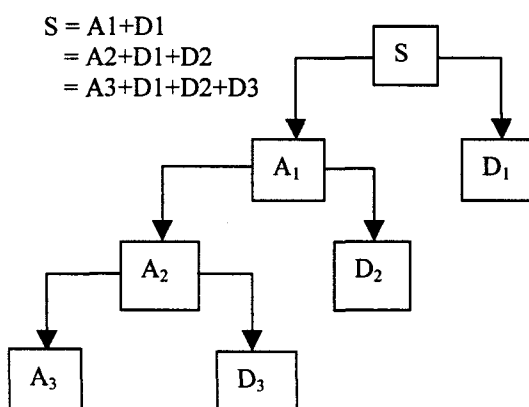 S = A1+D1
= A2+D1+D2
= A3+D1+D2+D3
S
A₁
D₁
A₂
D₂
A₃
D₃